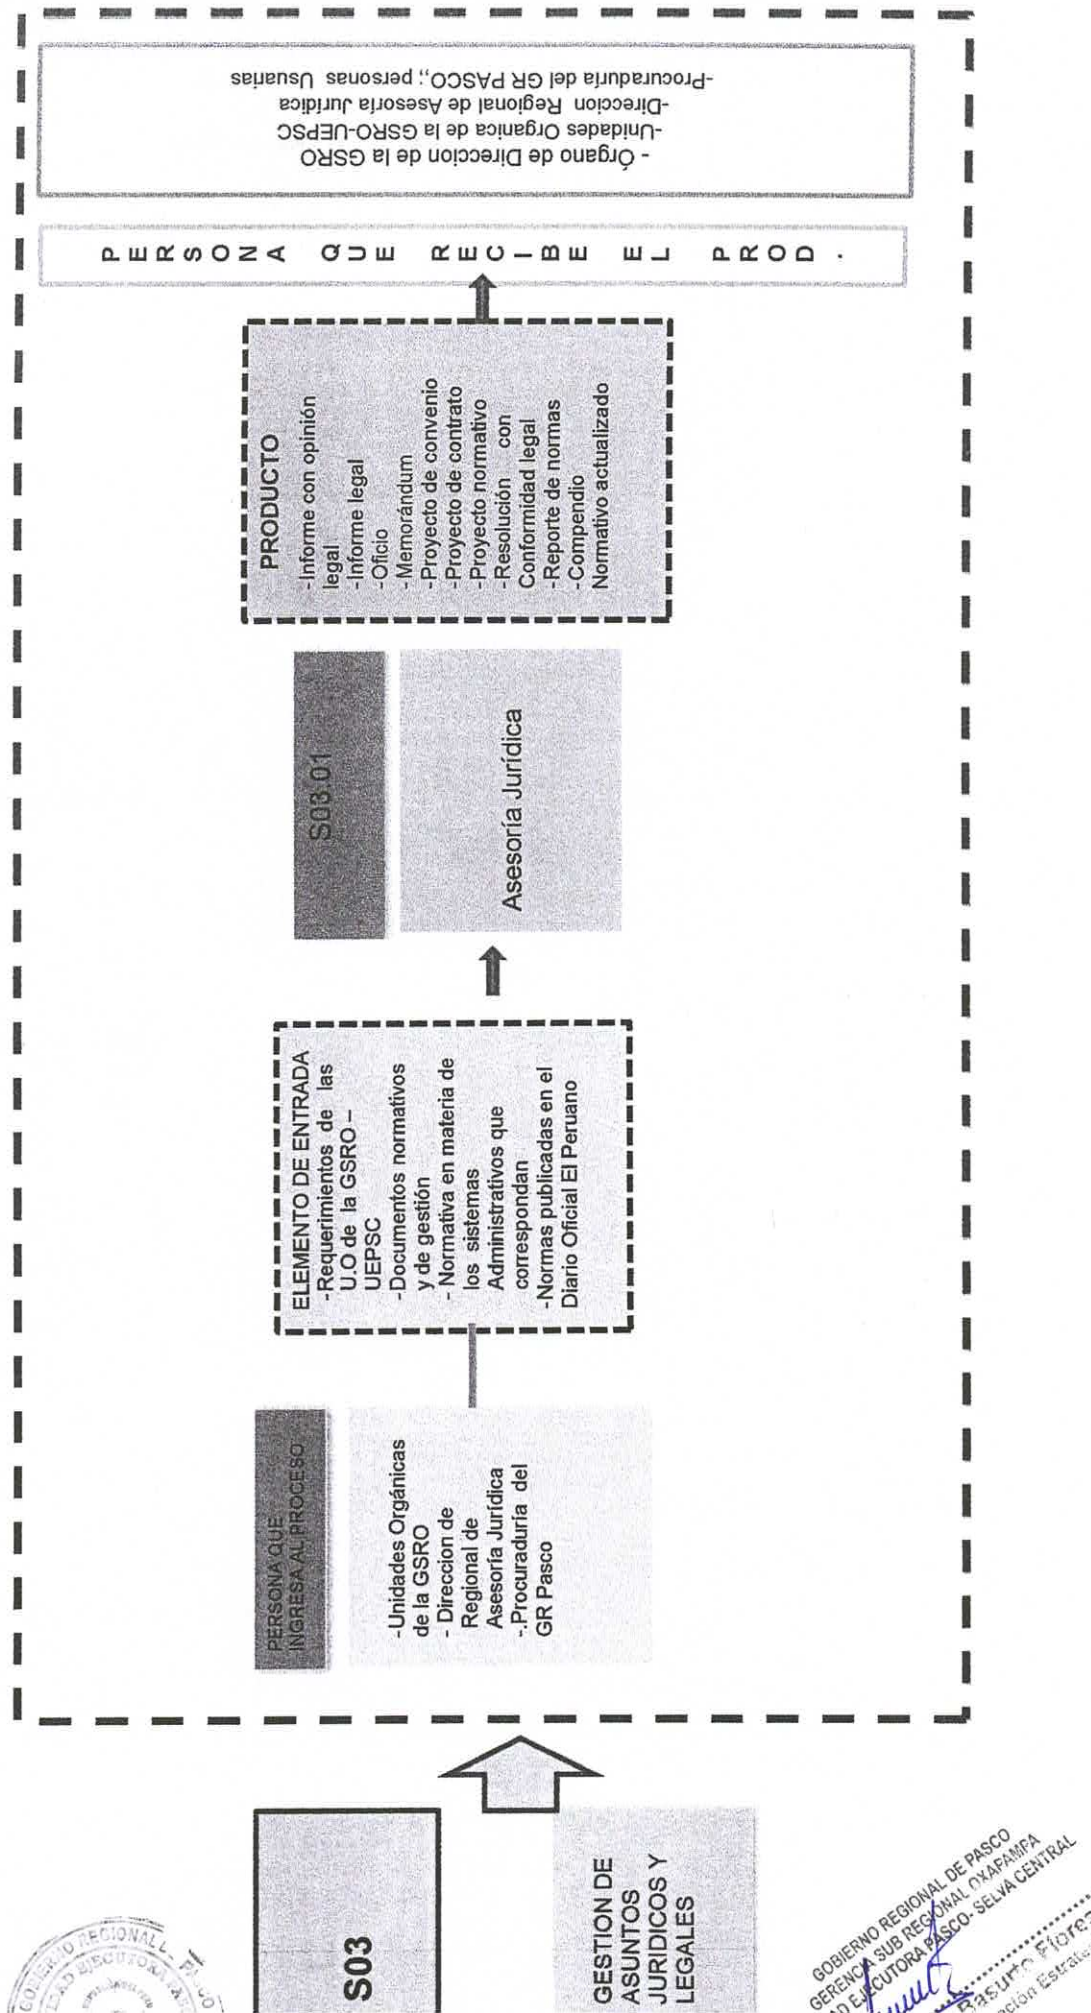 S03
GESTION DE
ASUNTOS
JURIDICOS Y
LEGALES
PERSONA QUE
INGRESA AL PROCESO
-Unidades Orgánicas
de la GSRO
- Direccion de
Regional de
Asesoría Jurídica
-.Procuraduría del
GR Pasco
ELEMENTO DE ENTRADA
-Requerimientos de las
U.O de la GSRO –
UEPSC
-Documentos normativos
y de gestión
- Normativa en materia de
los sistemas
Administrativos que
correspondan
-Normas publicadas en el
Diario Oficial El Peruano
S03.01
Asesoría Jurídica
PRODUCTO
-Informe con opinión
legal
-Informe legal
-Oficio
-Memorándum
-Proyecto de convenio
-Proyecto de contrato
-Proyecto normativo
-Resolución con
Conformidad legal
-Reporte de normas
-Compendio
Normativo actualizado
PERSONA QUE RECIBE EL PROD.
- Órgano de Direccion de la GSRO
-Unidades Organica de la GSRO-UEPSC
-Direccion Regional de Asesoría Jurídica
-Procuraduría del GR PASCO,; personas Usuarias
GOBIERNO REGIONAL DE PASCO
GERENCIA SUB REGIONAL OXAPAMPA
AD EJECUTORA PASCO- SELVA CENTRAL